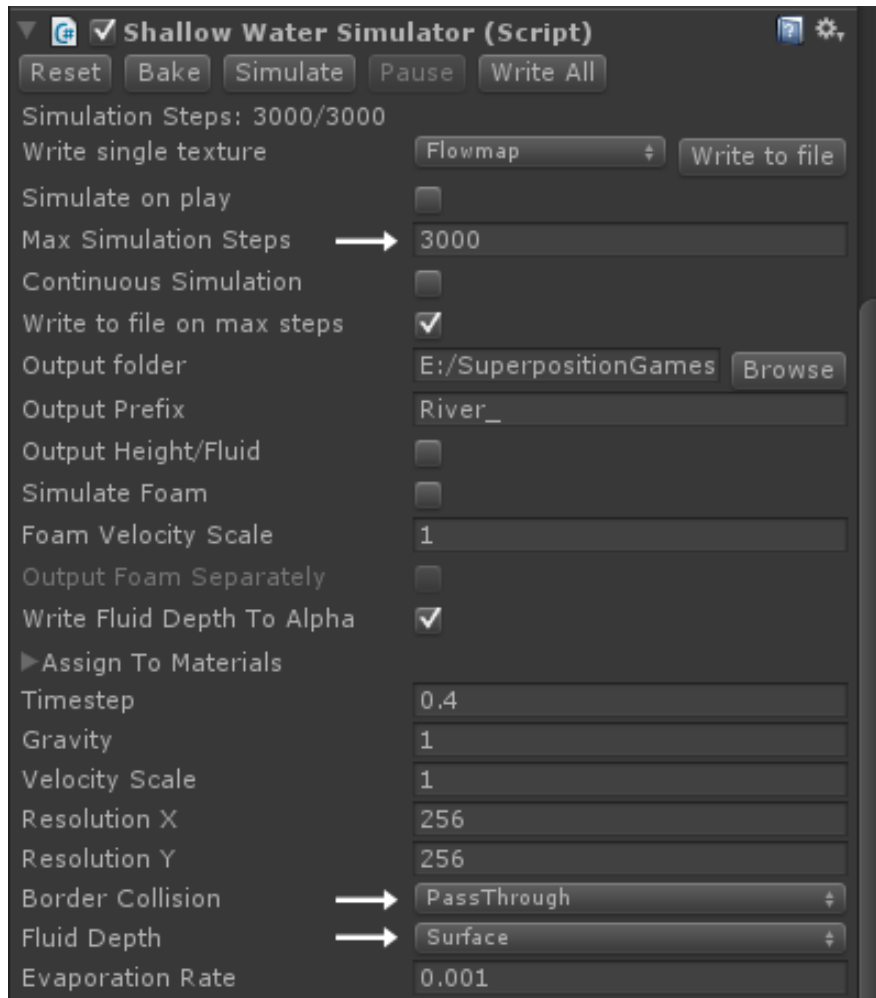 Shallow Water Simulator (Script)
Reset Bake Simulate Pause Write All
Simulation Steps: 3000/3000
Write single texture Flowmap Write to file
Simulate on play
Max Simulation Steps 3000
Continuous Simulation
Write to file on max steps
Output folder E:/SuperpositionGames Browse
Output Prefix River_
Output Height/Fluid
Simulate Foam
Foam Velocity Scale 1
Output Foam Separately
Write Fluid Depth To Alpha
Assign To Materials
Timestep 0.4
Gravity 1
Velocity Scale 1
Resolution X 256
Resolution Y 256
Border Collision PassThrough
Fluid Depth Surface
Evaporation Rate 0.001